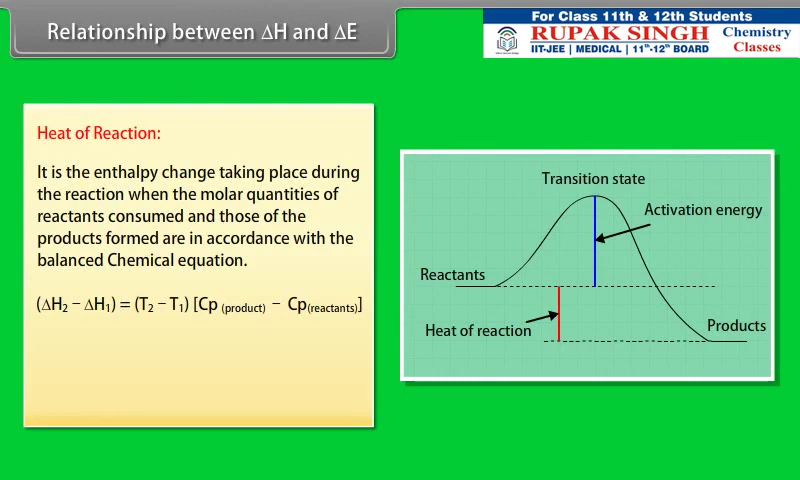 Relationship between ΔH and ΔE
For Class 11th & 12th Students
RUPAK SINGH
Chemistry Classes
IIT-JEE | MEDICAL | 11th-12th BOARD
Heat of Reaction:
It is the enthalpy change taking place during
the reaction when the molar quantities of
reactants consumed and those of the
products formed are in accordance with the
balanced Chemical equation.
(ΔH₂ − ΔH₁) = (T₂ − T₁) [Cp (product) − Cp(reactants)]
Transition state
Activation energy
Reactants
Heat of reaction
Products